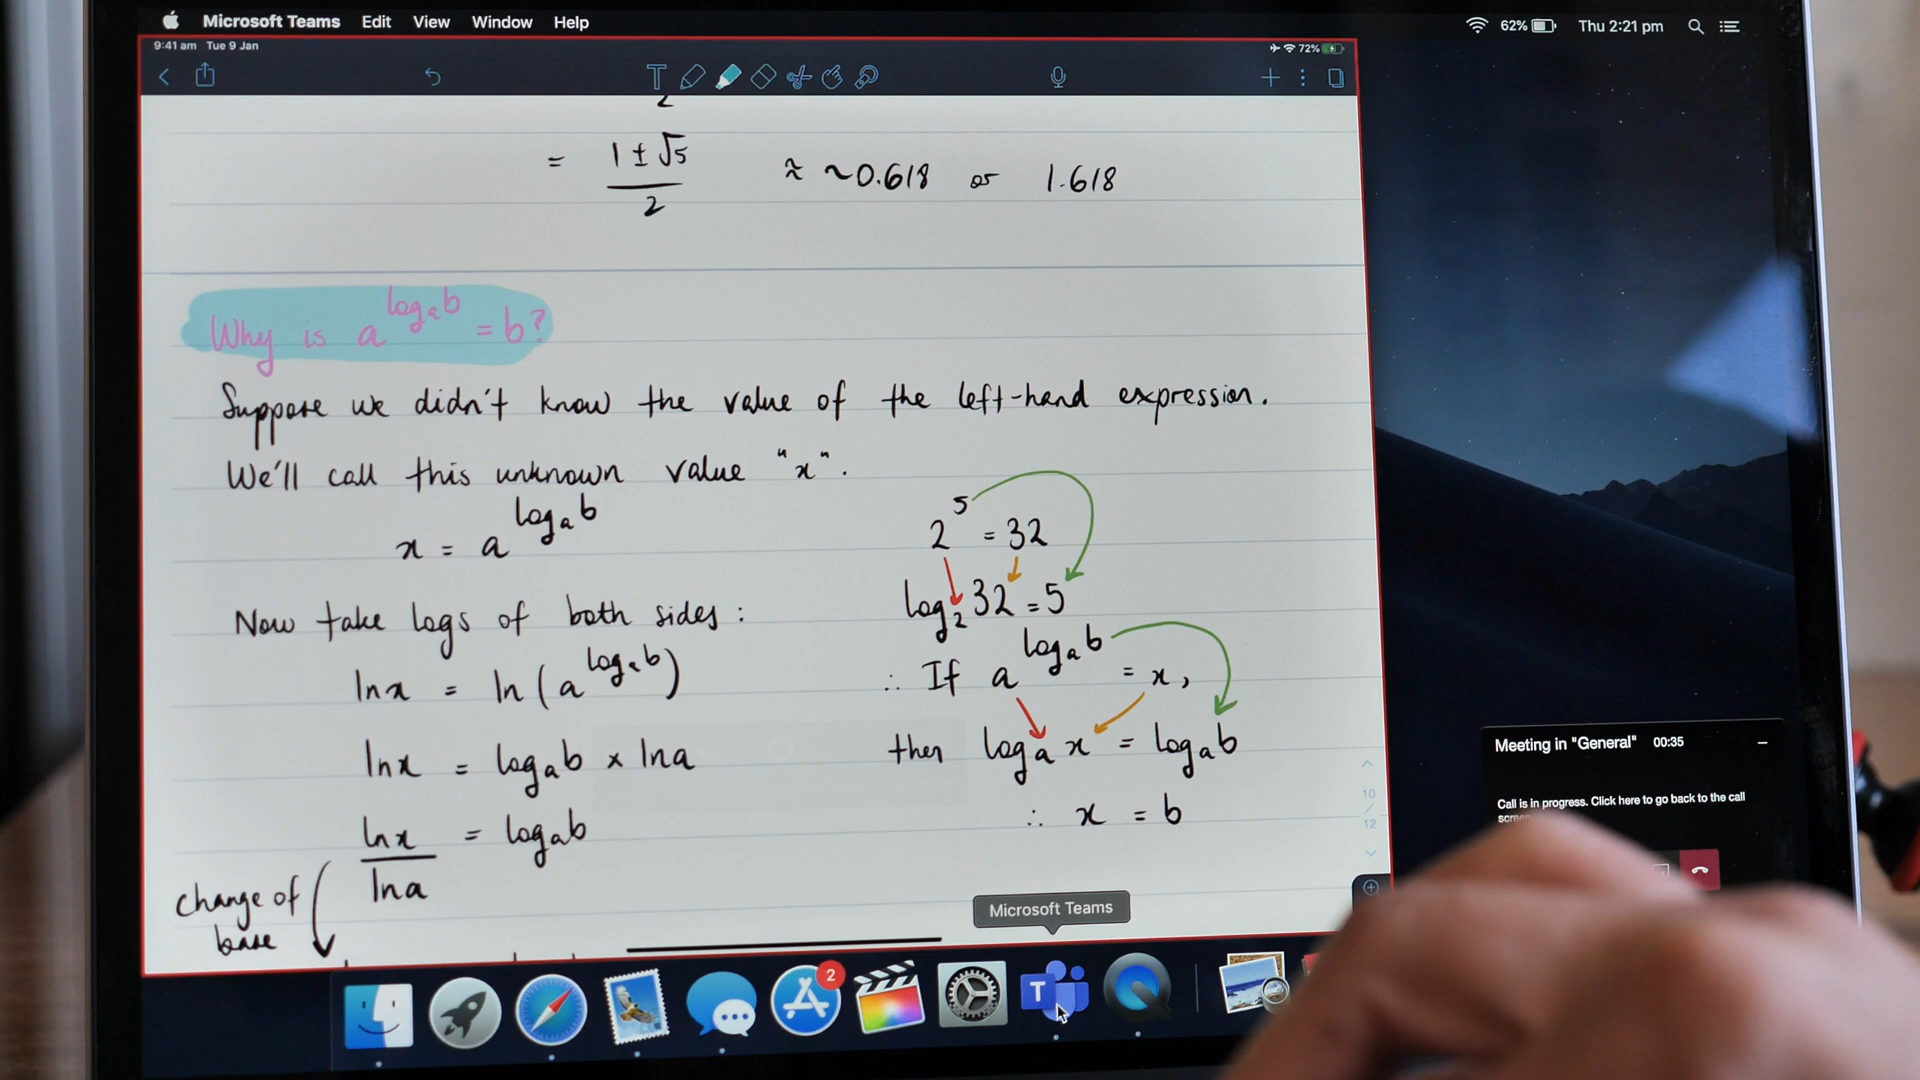 Microsoft Teams Edit View Window Help
62% Thu 2:21 pm
9:41 am Tue 9 Jan
72%
T
2
= 1 ± √5 / 2 ≈ ~0.618 or 1.618
Why is a^log_a b = b?
Suppose we didn't know the value of the left-hand expression.
We'll call this unknown value "x".
x = a^log_a b
Now take logs of both sides:
ln x = ln (a^log_a b)
ln x = log_a b × ln a
ln x / ln a = log_a b
change of
base
2^5 = 32
log_2 32 = 5
∴ If a^log_a b = x,
then log_a x = log_a b
∴ x = b
10
/
12
Meeting in "General" 00:35
Call is in progress. Click here to go back to the call
Microsoft Teams
2
T